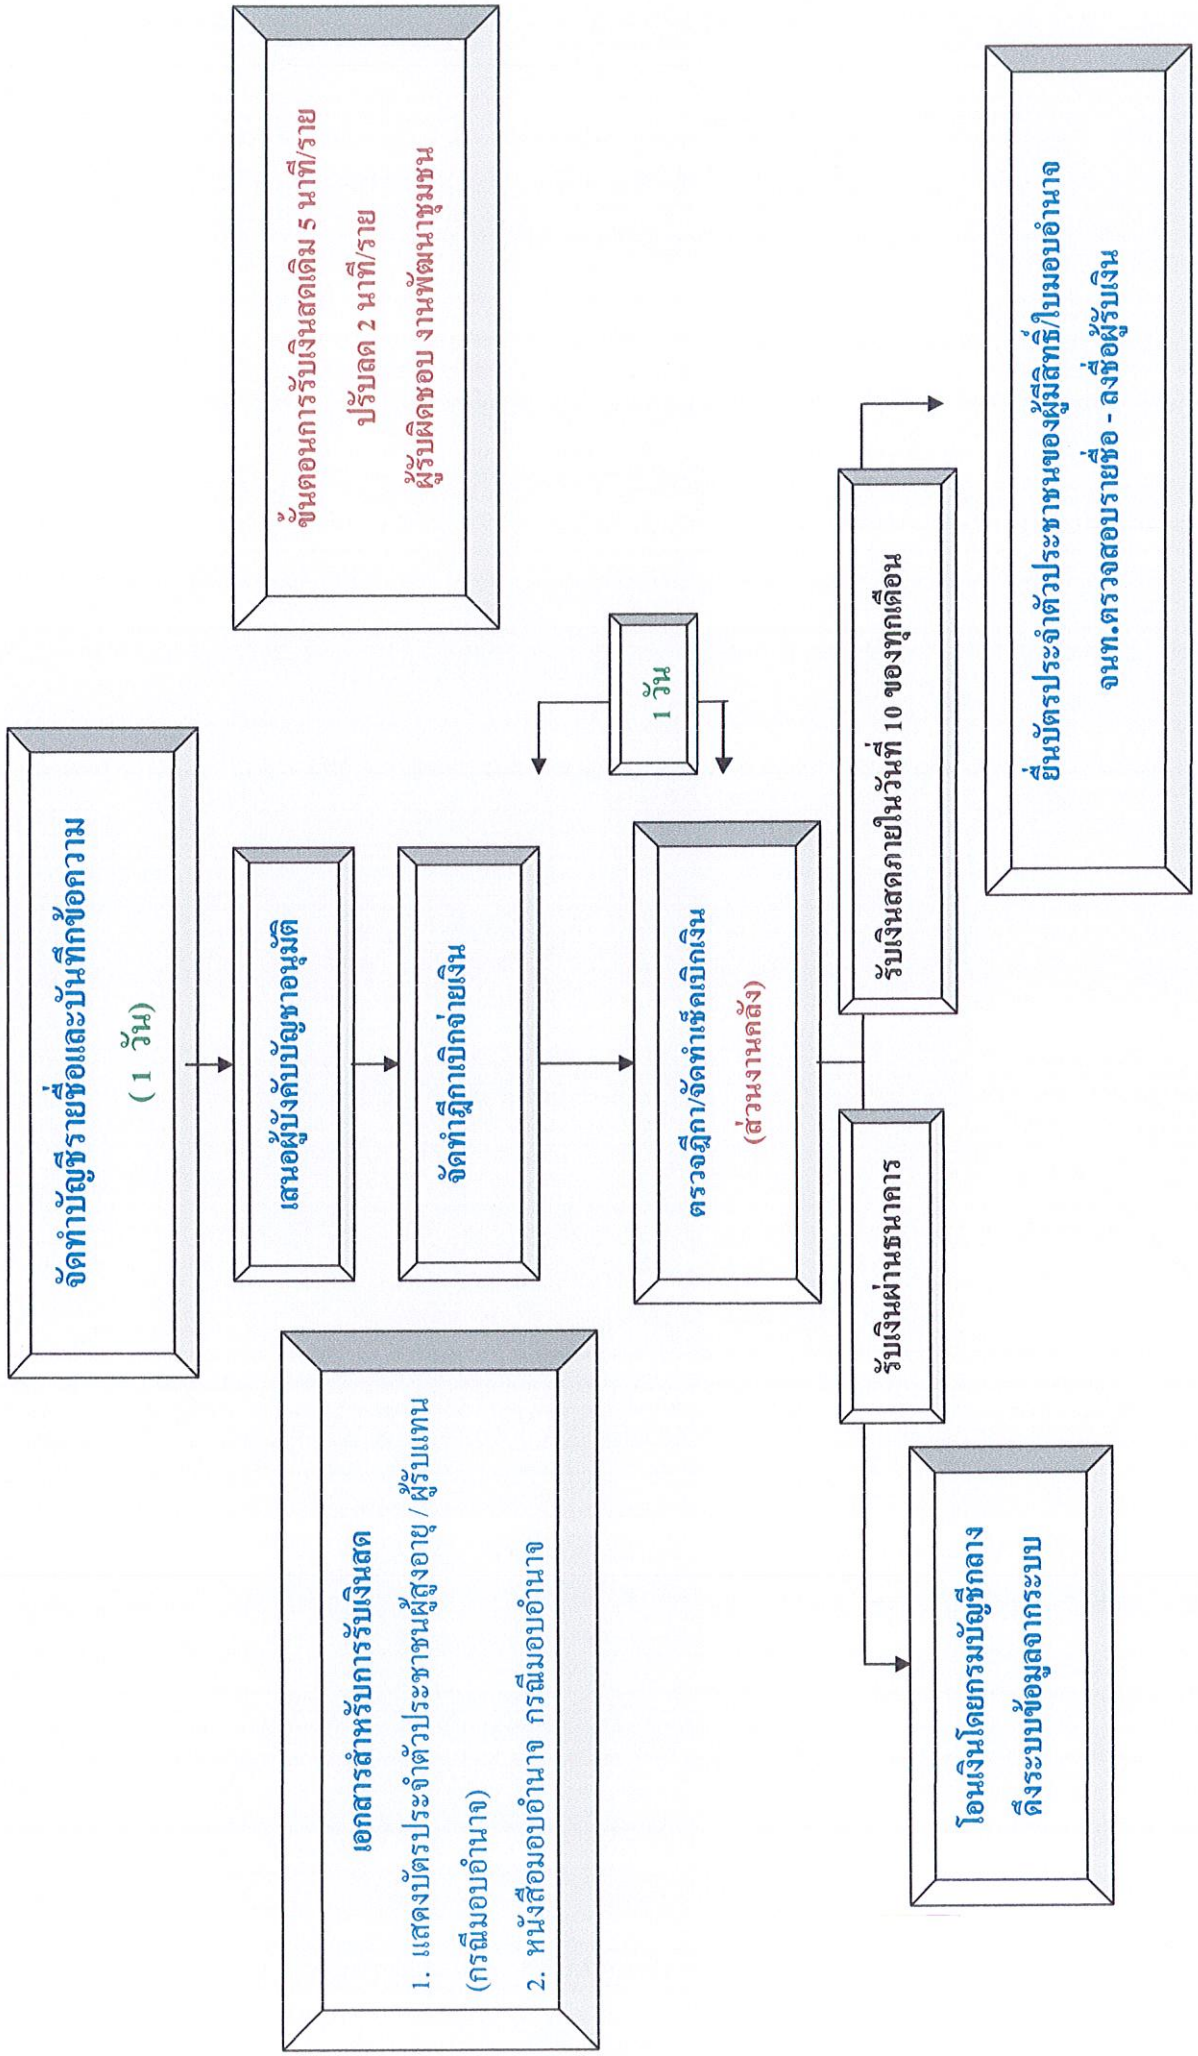 จัดทำบัญชีรายชื่อและบันทึกข้อความ
(1 วัน)
เสนอผู้บังคับบัญชาอนุมัติ
จัดทำฎีกาเบิกจ่ายเงิน
ขั้นตอนการรับเงินสดเดิม 5 นาที/ราย
ปรับลด 2 นาที/ราย
ผู้รับผิดชอบ งานพัฒนาชุมชน
เอกสารสำหรับการรับเงินสด
1. แสดงบัตรประจำตัวประชาชนผู้สูงอายุ / ผู้รับแทน
(กรณีมอบอำนาจ)
2. หนังสือมอบอำนาจ กรณีมอบอำนาจ
1 วัน
ตรวจฎีกา/จัดทำเช็คเบิกเงิน
(ส่วนงานคลัง)
รับเงินผ่านธนาคาร
รับเงินสดภายในวันที่ 10 ของทุกเดือน
โอนเงินโดยกรมบัญชีกลาง
ดึงระบบข้อมูลจากระบบ
ยื่นบัตรประจำตัวประชาชนของผู้มีสิทธิ์/ใบมอบอำนาจ
จนท.ตรวจสอบรายชื่อ - ลงชื่อผู้รับเงิน